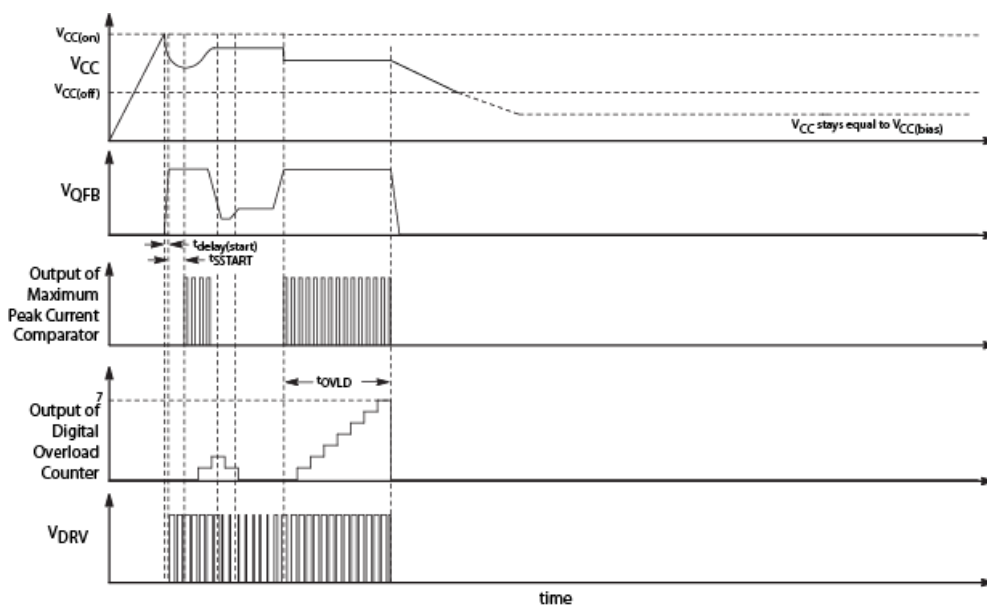 VCC(on)
VCC
VCC(off)
VCC stays equal to VCC(bias)
VQFB
tdelay(start)
tSSTART
Output of
Maximum
Peak Current
Comparator
tOVLD
7
Output of
Digital
Overload
Counter
VDRV
time